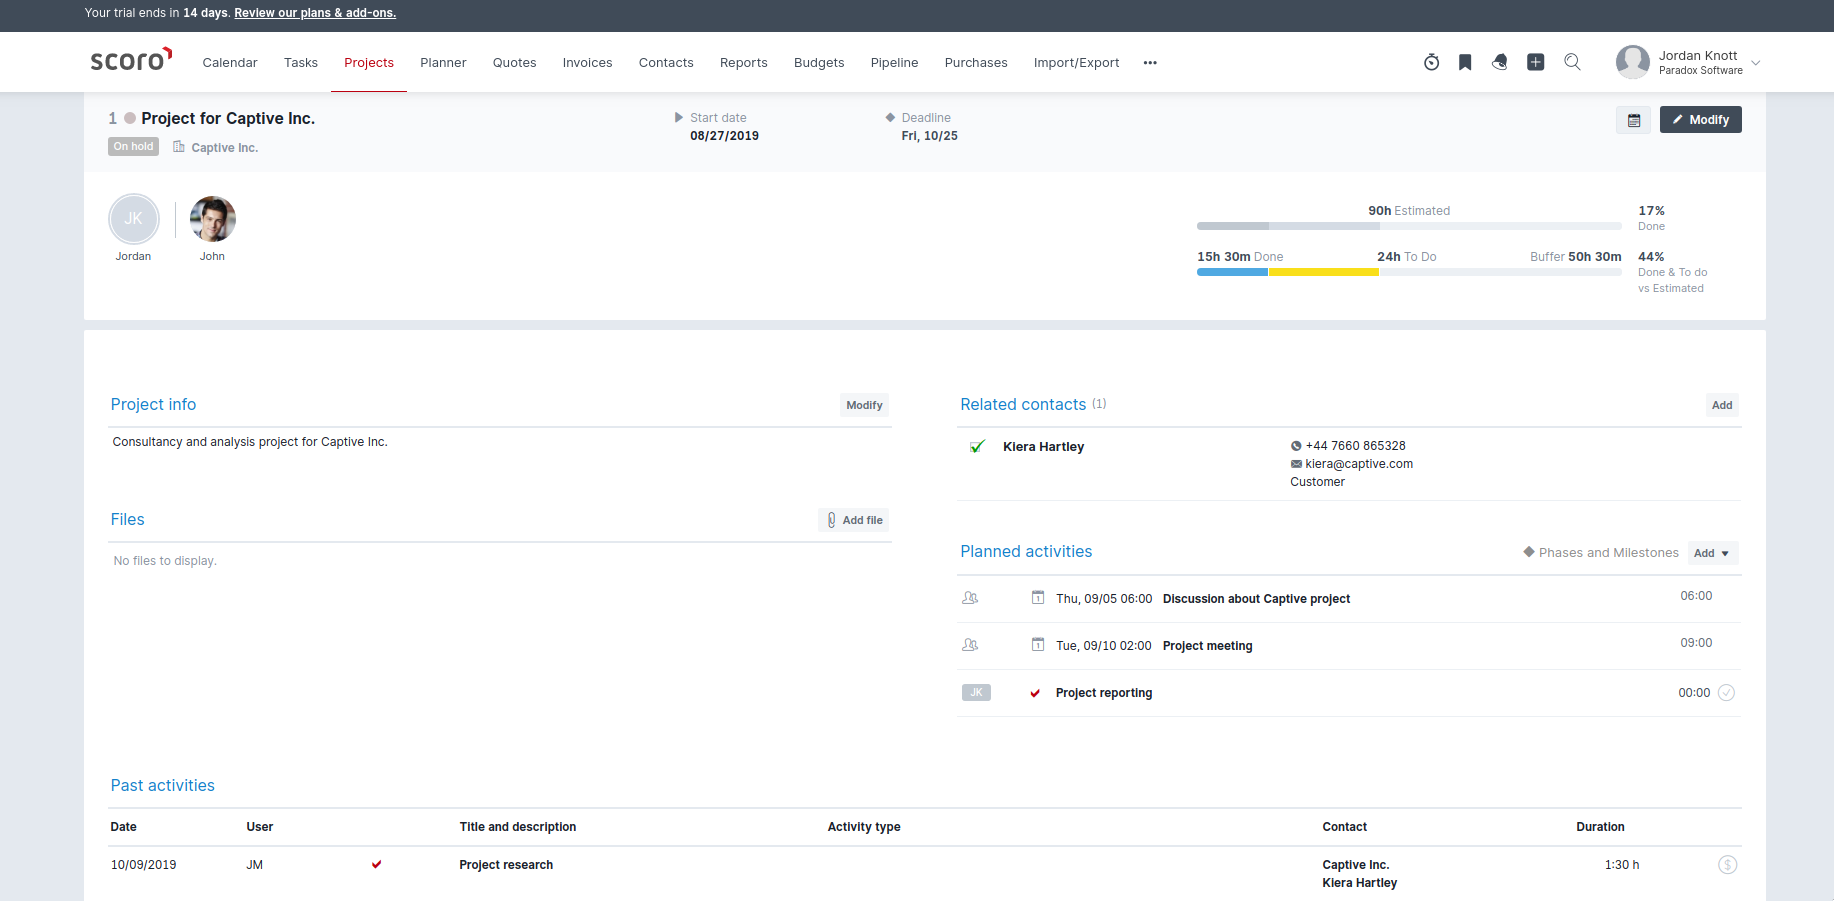 Your trial ends in 14 days. Review our plans & add-ons.
scoro Calendar Tasks Projects Planner Quotes Invoices Contacts Reports Budgets Pipeline Purchases Import/Export ••• Jordan Knott
Paradox Software
1 Project for Captive Inc.
On hold Captive Inc.
Start date
08/27/2019
Deadline
Fri, 10/25
Modify
JK
Jordan
John
90h Estimated
17%
Done
15h 30m Done 24h To Do Buffer 50h 30m
44%
Done & To do
vs Estimated
Project info Modify
Consultancy and analysis project for Captive Inc.
Files Add file
No files to display.
Related contacts (1) Add
Kiera Hartley
+44 7660 865328
kiera@captive.com
Customer
Planned activities Phases and Milestones Add
1 Thu, 09/05 06:00 Discussion about Captive project 06:00
1 Tue, 09/10 02:00 Project meeting 09:00
JK Project reporting 00:00
Past activities
Date User Title and description Activity type Contact Duration
10/09/2019 JM Project research Captive Inc. 1:30 h $
Kiera Hartley